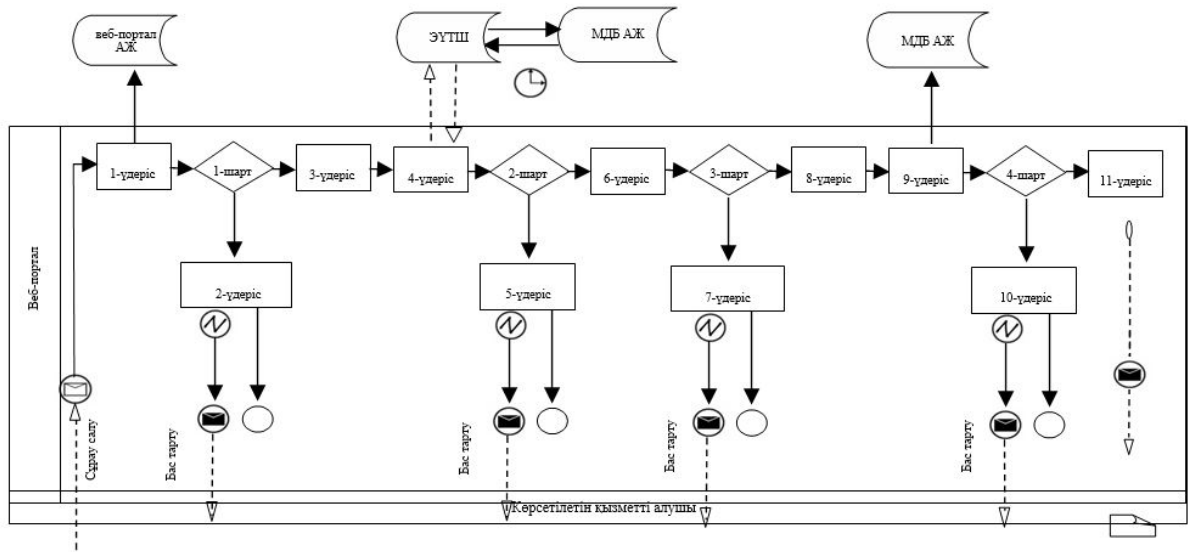 веб-портал
АЖ
ЭҮТШ
МДБ АЖ
МДБ АЖ
Веб-портал
1-үдеріс
1-шарт
3-үдеріс
4-үдеріс
2-шарт
6-үдеріс
3-шарт
8-үдеріс
9-үдеріс
4-шарт
11-үдеріс
2-үдеріс
5-үдеріс
7-үдеріс
10-үдеріс
Сұрау салу
Бас тарту
Бас тарту
Бас тарту
Бас тарту
Көрсетілетін қызметті алушы